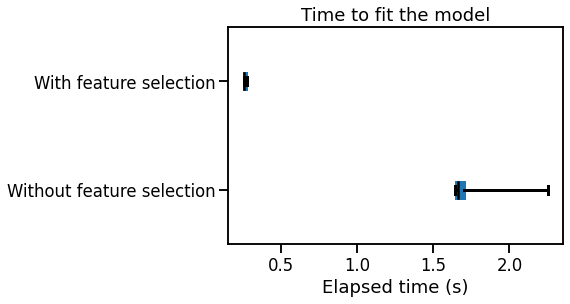 Time to fit the model
With feature selection
Without feature selection
0.5 1.0 1.5 2.0
Elapsed time (s)